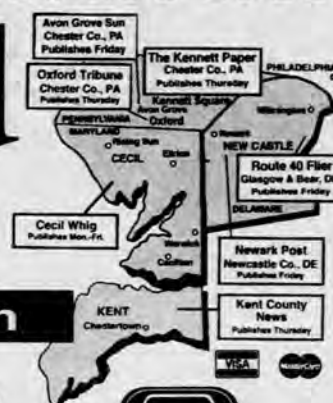 Avon Grove Sun
Chester Co., PA
Publishes Friday
The Kennett Paper
Chester Co., PA
Publishes Thursday
Oxford Tribune
Chester Co., PA
Publishes Thursday
PHILADELPHIA
Kennett Square
Avon Grove
Oxford
Wilmington
PENNSYLVANIA
MARYLAND
Newark
Rising Sun
Elkton
CECIL
NEW CASTLE
Route 40 Flier
Glasgow & Bear, DE
Publishes Friday
DELAWARE
Cecil Whig
Publishes Mon.-Fri.
Warwick
Cecilton
Newark Post
Newcastle Co., DE
Publishes Friday
n
KENT
Chestertown
Kent County
News
Publishes Thursday
VISA
MasterCard